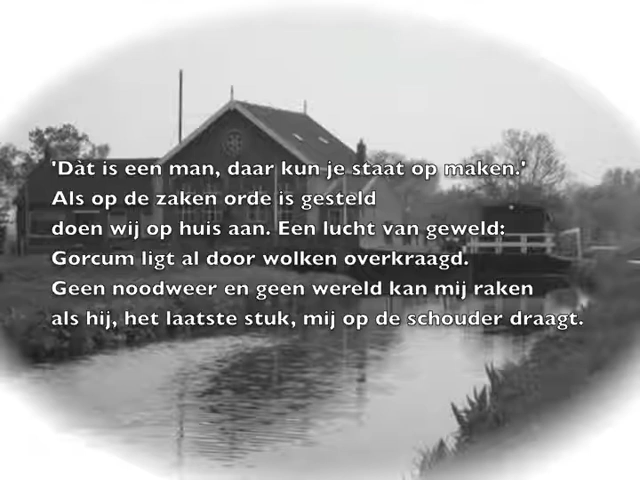 'Dàt is een man, daar kun je staat op maken.'
Als op de zaken orde is gesteld
doen wij op huis aan. Een lucht van geweld:
Gorcum ligt al door wolken overkraagd.
Geen noodweer en geen wereld kan mij raken
als hij, het laatste stuk, mij op de schouder draagt.